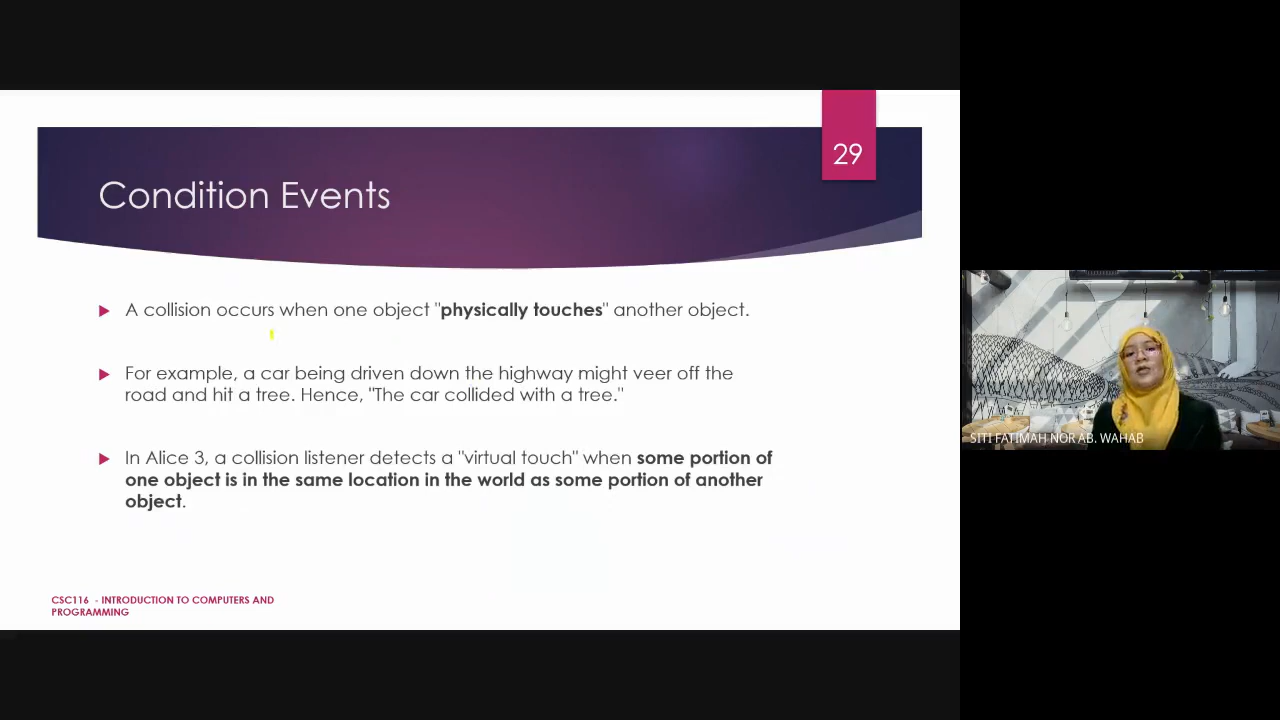 29
Condition Events
A collision occurs when one object "physically touches" another object.
For example, a car being driven down the highway might veer off the
road and hit a tree. Hence, "The car collided with a tree."
In Alice 3, a collision listener detects a "virtual touch" when some portion of
one object is in the same location in the world as some portion of another
object.
CSC116 - INTRODUCTION TO COMPUTERS AND
PROGRAMMING
SITI FATIMAH NOR AB. WAHAB